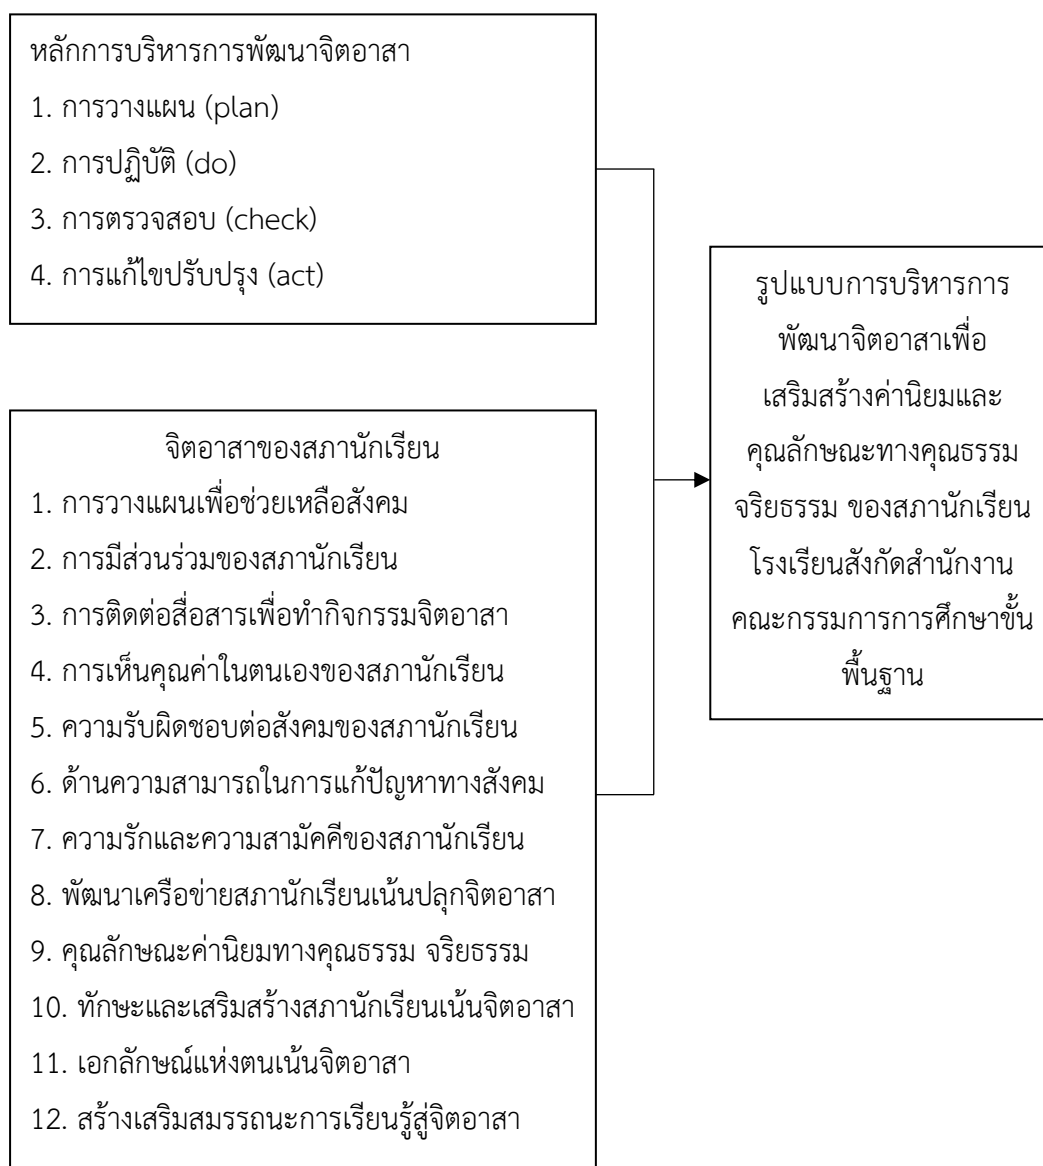 หลักการบริหารการพัฒนาจิตอาสา
1. การวางแผน (plan)
2. การปฏิบัติ (do)
3. การตรวจสอบ (check)
4. การแก้ไขปรับปรุง (act)
จิตอาสาของสภานักเรียน
1. การวางแผนเพื่อช่วยเหลือสังคม
2. การมีส่วนร่วมของสภานักเรียน
3. การติดต่อสื่อสารเพื่อทำกิจกรรมจิตอาสา
4. การเห็นคุณค่าในตนเองของสภานักเรียน
5. ความรับผิดชอบต่อสังคมของสภานักเรียน
6. ด้านความสามารถในการแก้ปัญหาทางสังคม
7. ความรักและความสามัคคีของสภานักเรียน
8. พัฒนาเครือข่ายสภานักเรียนเน้นปลุกจิตอาสา
9. คุณลักษณะค่านิยมทางคุณธรรม จริยธรรม
10. ทักษะและเสริมสร้างสภานักเรียนเน้นจิตอาสา
11. เอกลักษณ์แห่งตนเน้นจิตอาสา
12. สร้างเสริมสมรรถนะการเรียนรู้สู่จิตอาสา
รูปแบบการบริหารการ
พัฒนาจิตอาสาเพื่อ
เสริมสร้างค่านิยมและ
คุณลักษณะทางคุณธรรม
จริยธรรม ของสภานักเรียน
โรงเรียนสังกัดสำนักงาน
คณะกรรมการการศึกษาขั้น
พื้นฐาน